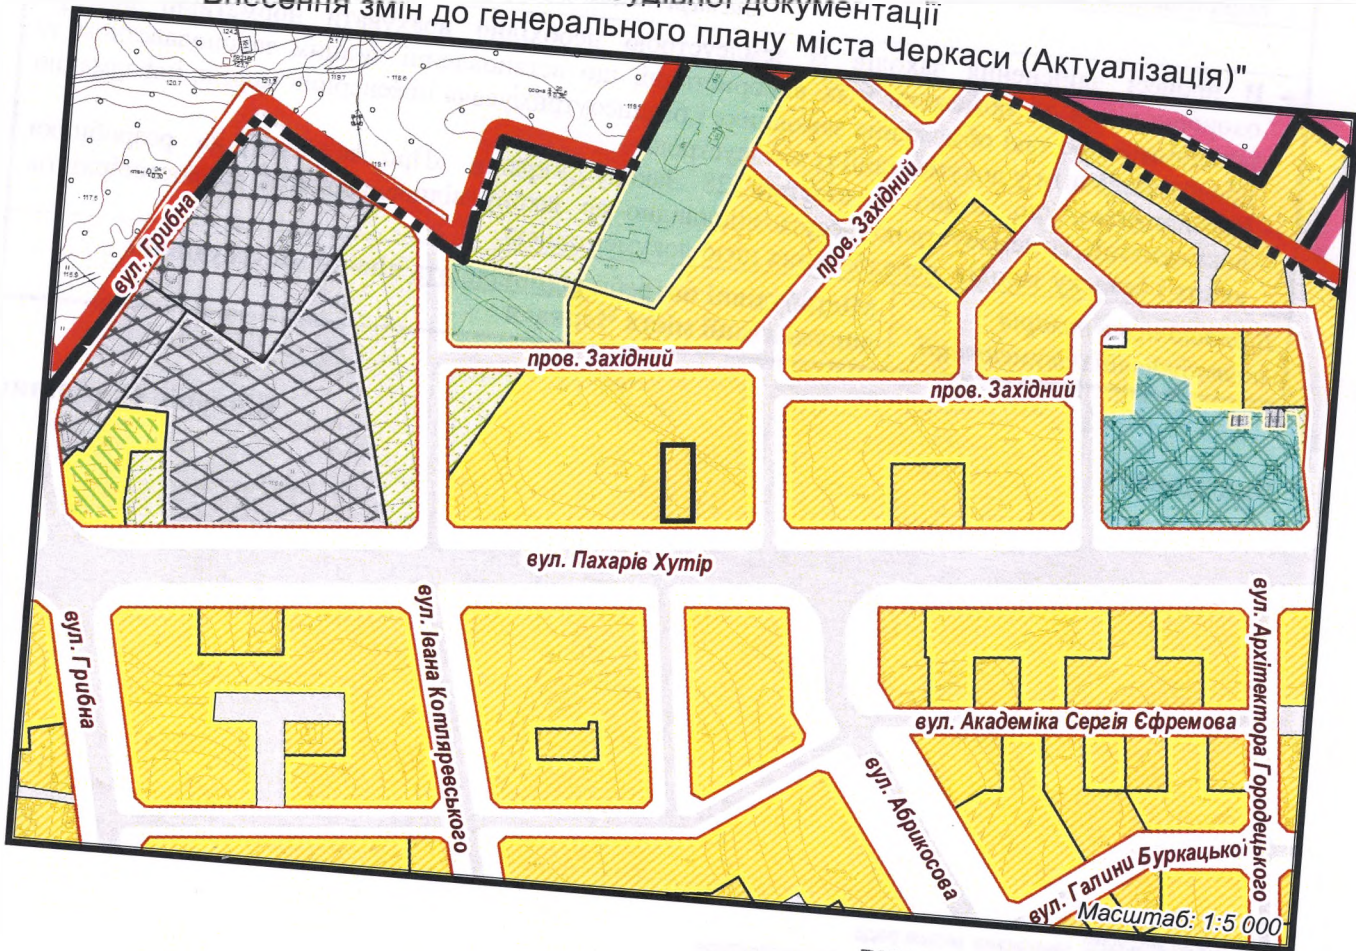 Внесення змін до генерального плану міста Черкаси (Актуалізація)"
вул. Грибна
пров. Західний
пров. Західний
пров. Західний
вул. Пахарів Хутір
вул. Грибна
вул. Івана Котляревського
вул. Академіка Сергія Єфремова
вул. Архітектора Городецького
вул. Абрикосова
вул. Галини Буркацької
Масштаб: 1:5 000